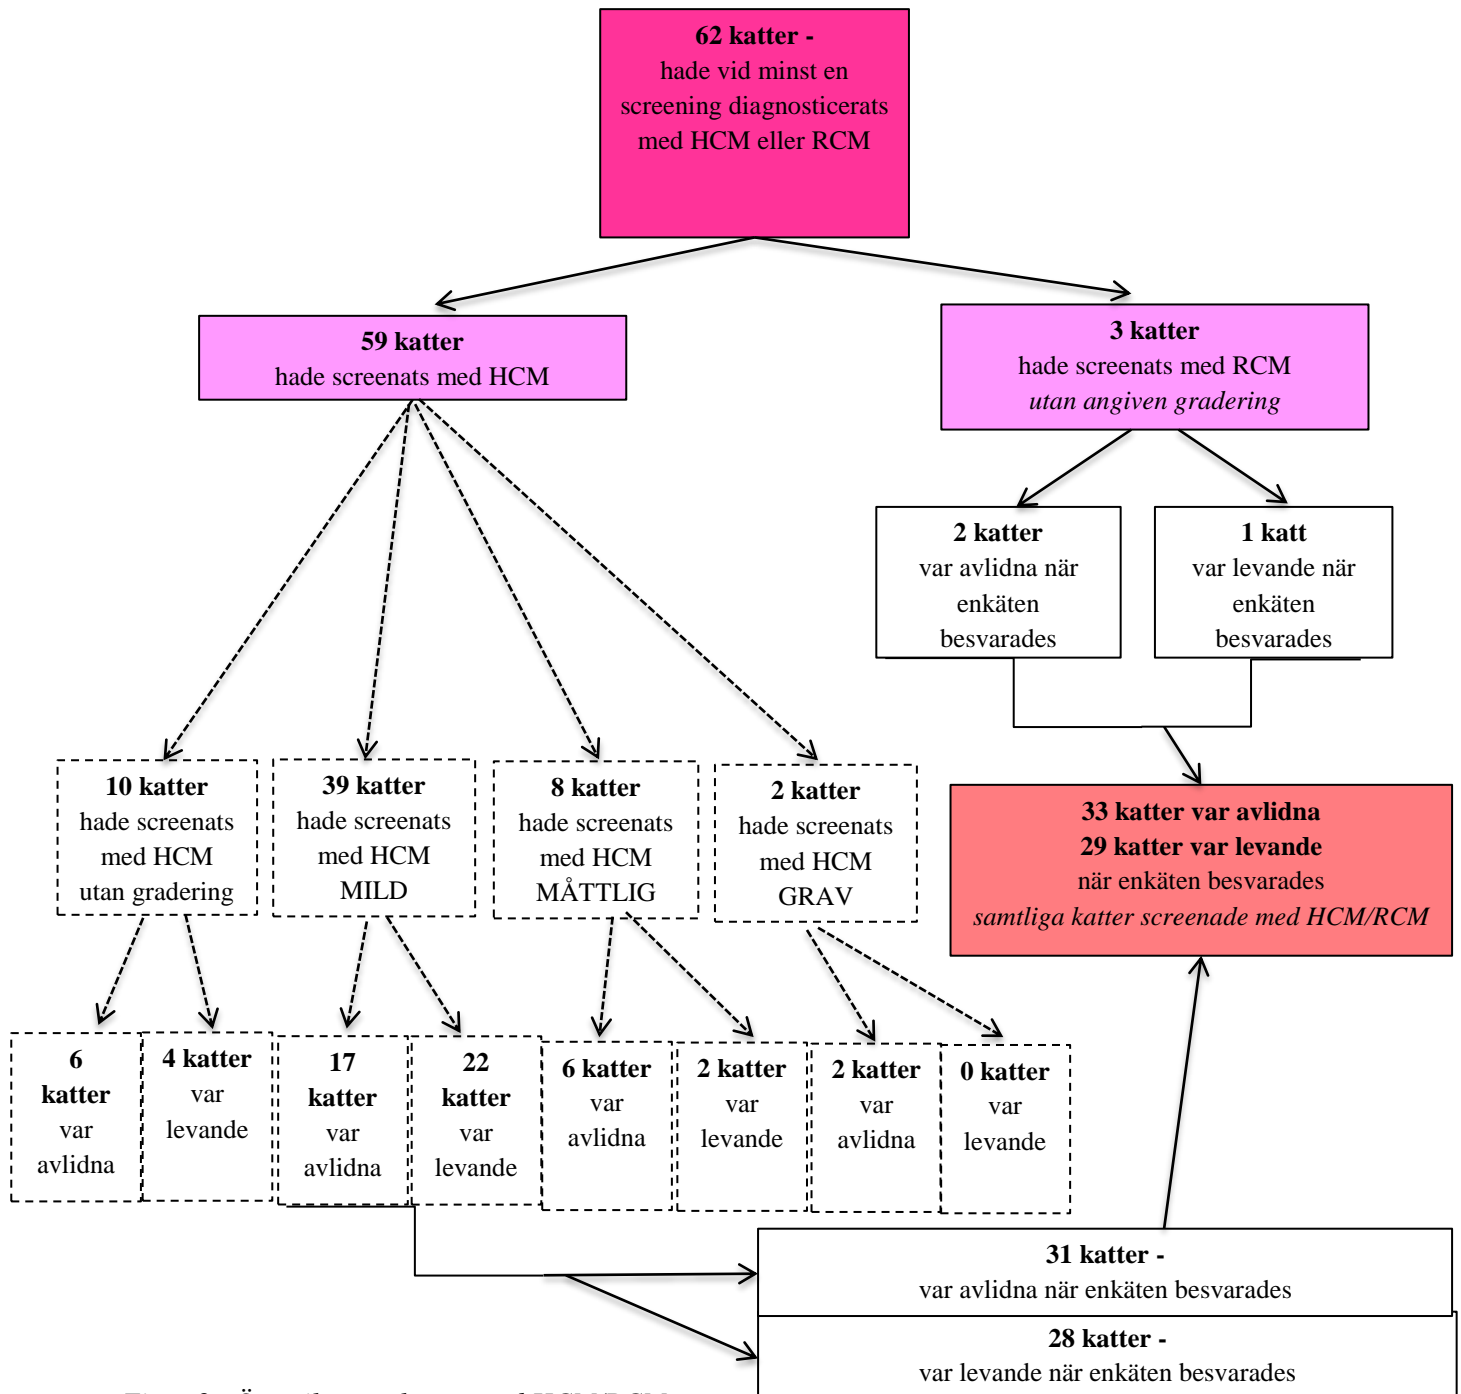 62 katter -
hade vid minst en
screening diagnosticerats
med HCM eller RCM
59 katter
hade screenats med HCM
3 katter
hade screenats med RCM
utan angiven gradering
2 katter
var avlidna när
enkäten
besvarades
1 katt
var levande när
enkäten
besvarades
10 katter
hade screenats
med HCM
utan gradering
39 katter
hade screenats
med HCM
MILD
8 katter
hade screenats
med HCM
MÅTTLIG
2 katter
hade screenats
med HCM
GRAV
33 katter var avlidna
29 katter var levande
när enkäten besvarades
samtliga katter screenade med HCM/RCM
6
katter
var
avlidna
4 katter
var
levande
17
katter
var
avlidna
22
katter
var
levande
6 katter
var
avlidna
2 katter
var
levande
2 katter
var
avlidna
0 katter
var
levande
31 katter -
var avlidna när enkäten besvarades
28 katter -
var levande när enkäten besvarades